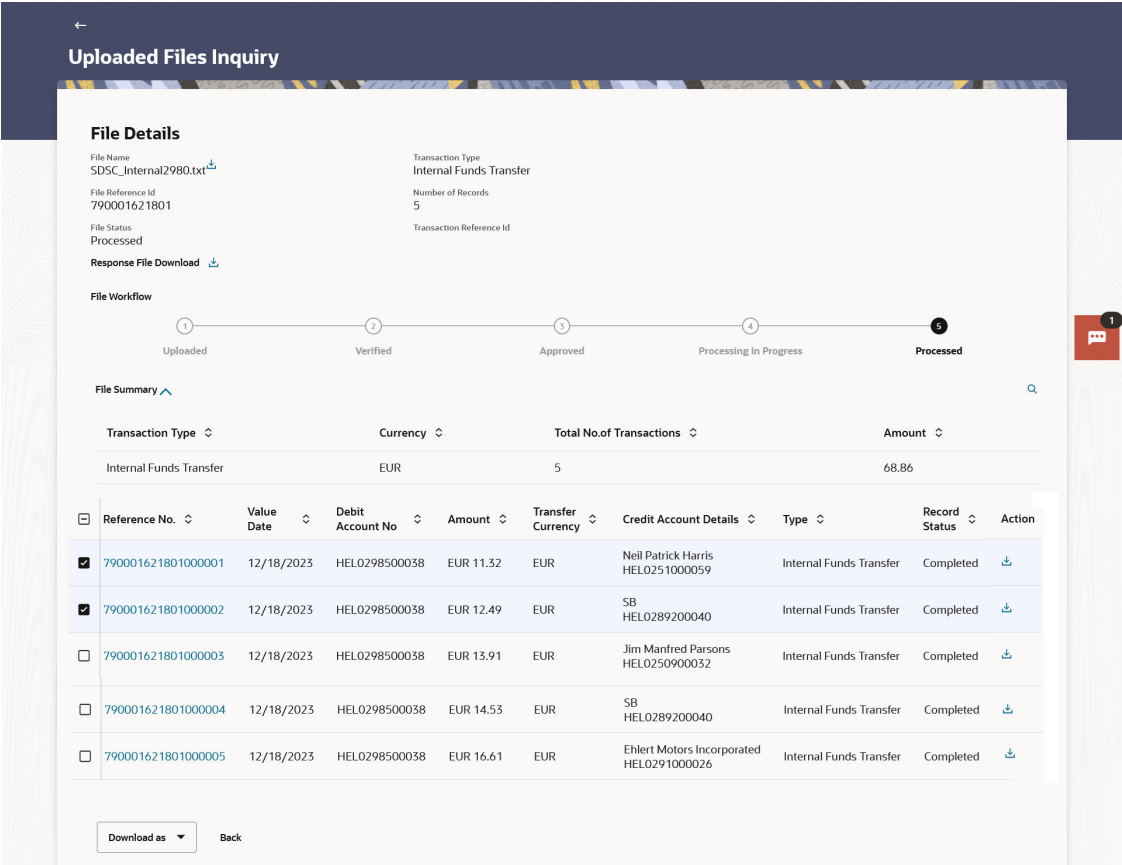 ←
Uploaded Files Inquiry
File Details
File Name
SDSC_Internal2980.txt
Transaction Type
Internal Funds Transfer
File Reference Id
790001621801
Number of Records
5
File Status
Processed
Transaction Reference Id
Response File Download
File Workflow
1 2 3 4 5
Uploaded Verified Approved Processing In Progress Processed
1
File Summary
Transaction Type Currency Total No.of Transactions Amount
Internal Funds Transfer EUR 5 68.86
Reference No. Value Date Debit Account No Amount Transfer Currency Credit Account Details Type Record Status Action
790001621801000001 12/18/2023 HEL0298500038 EUR 11.32 EUR Neil Patrick Harris HEL0251000059 Internal Funds Transfer Completed
790001621801000002 12/18/2023 HEL0298500038 EUR 12.49 EUR SB HEL0289200040 Internal Funds Transfer Completed
790001621801000003 12/18/2023 HEL0298500038 EUR 13.91 EUR Jim Manfred Parsons HEL0250900032 Internal Funds Transfer Completed
790001621801000004 12/18/2023 HEL0298500038 EUR 14.53 EUR SB HEL0289200040 Internal Funds Transfer Completed
790001621801000005 12/18/2023 HEL0298500038 EUR 16.61 EUR Ehlert Motors Incorporated HEL0291000026 Internal Funds Transfer Completed
Download as Back